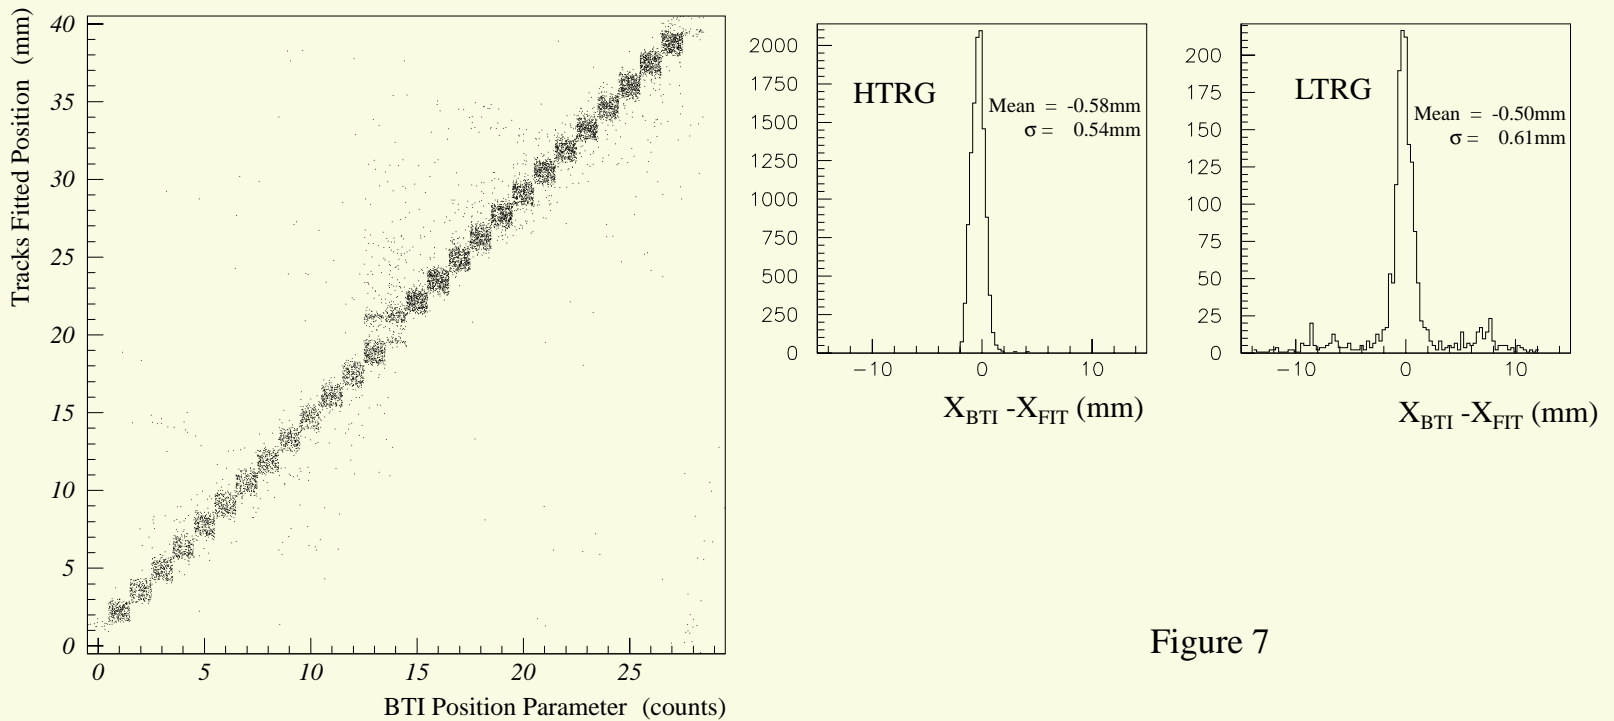 Tracks Fitted Position (mm)
40
35
30
25
20
15
10
5
0
0 5 10 15 20 25
BTI Position Parameter (counts)
HTRG
Mean = -0.58mm
σ = 0.54mm
2000
1750
1500
1250
1000
750
500
250
0
−10 0 10
X_BTI -X_FIT (mm)
LTRG
Mean = -0.50mm
σ = 0.61mm
200
175
150
125
100
75
50
25
0
−10 0 10
X_BTI -X_FIT (mm)
Figure 7